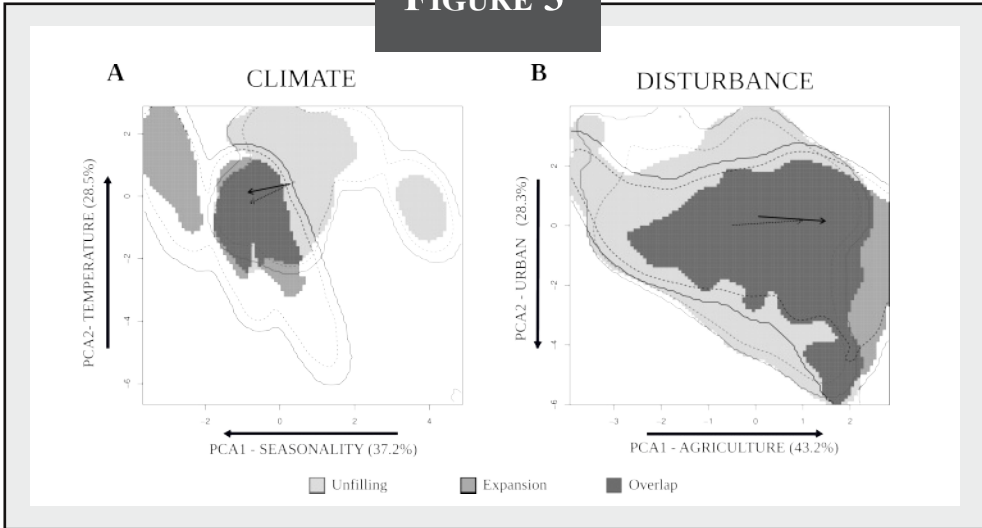 FIGURE 3
A
CLIMATE
B
DISTURBANCE
PCA2- TEMPERATURE (28.5%)
2
0
-2
-4
-6
-2
0
2
4
PCA1 - SEASONALITY (37.2%)
PCA2 - URBAN (28.3%)
2
0
-2
-4
-6
-3
-2
-1
0
1
2
PCA1 - AGRICULTURE (43.2%)
Unfilling
Expansion
Overlap